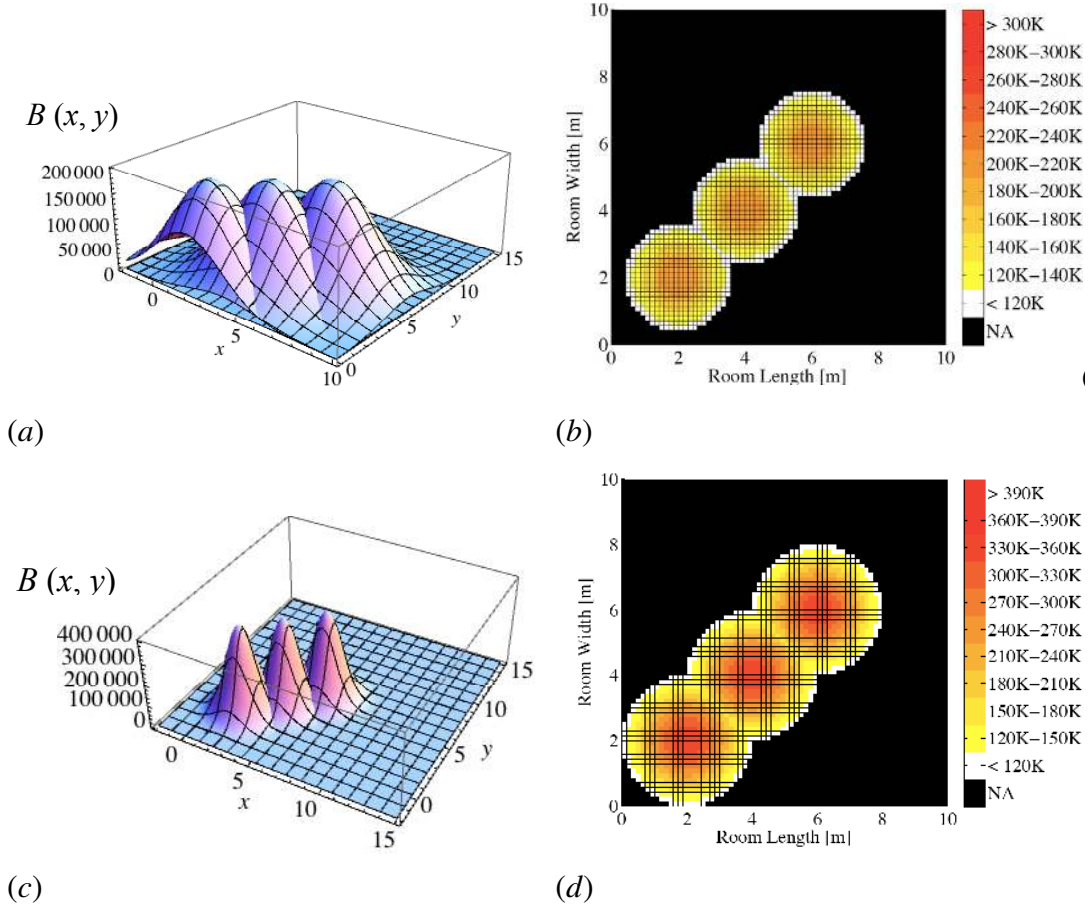 B (x, y)
200 000
150 000
100 000
50 000
0
0
5
10
x
0
5
10
15
y
(a)
10
8
6
4
2
0
2
4
6
8
10
Room Width [m]
Room Length [m]
> 300K
280K–300K
260K–280K
240K–260K
220K–240K
200K–220K
180K–200K
160K–180K
140K–160K
120K–140K
< 120K
NA
(b)
B (x, y)
400 000
300 000
200 000
100 000
0
0
5
10
15
x
0
5
10
15
y
(c)
10
8
6
4
2
0
0
2
4
6
8
10
Room Width [m]
Room Length [m]
> 390K
360K–390K
330K–360K
300K–330K
270K–300K
240K–270K
210K–240K
180K–210K
150K–180K
120K–150K
< 120K
NA
(d)